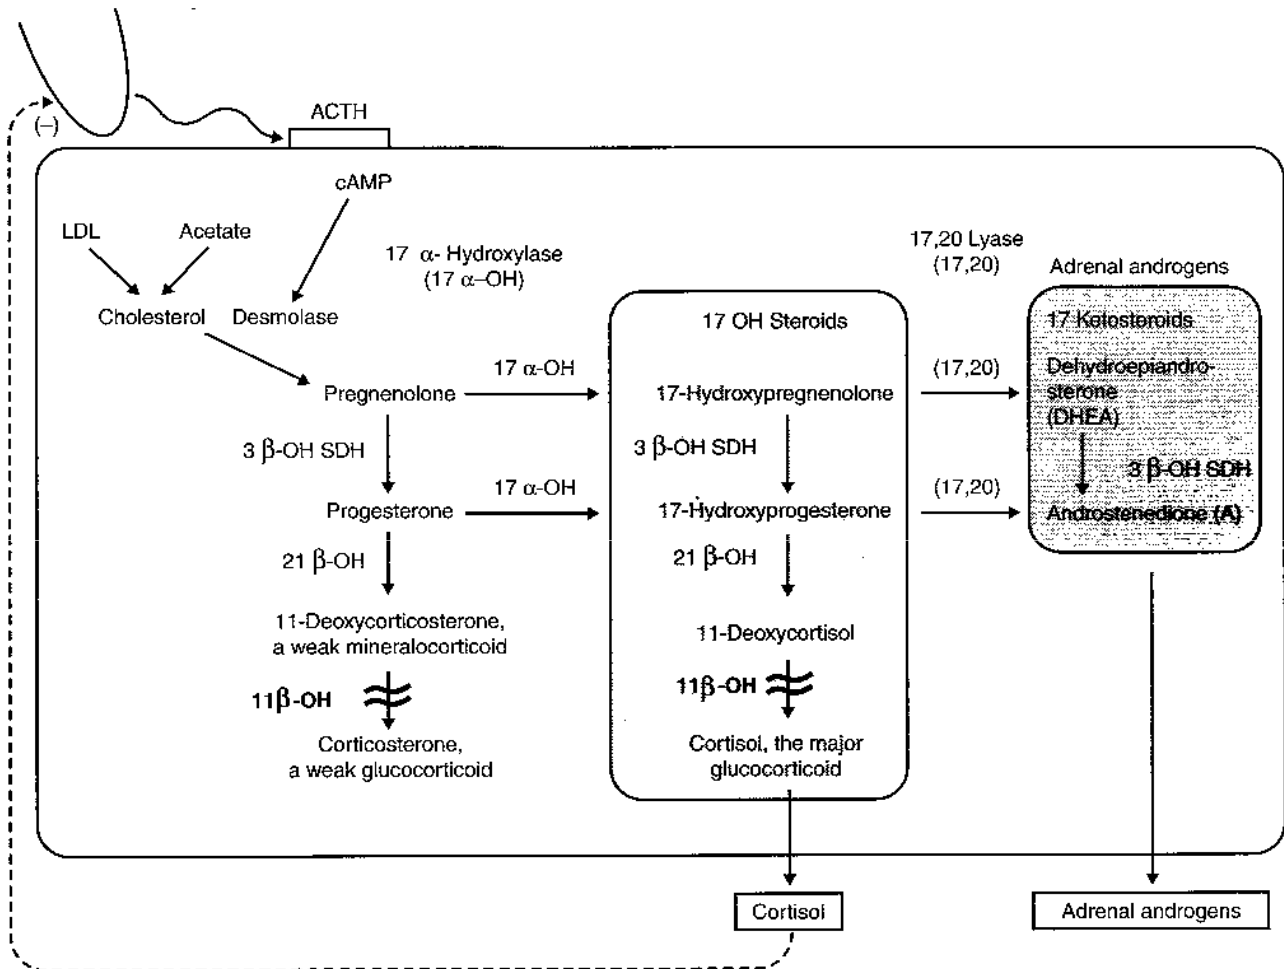 (–)
ACTH
cAMP
LDL
Acetate
17 α- Hydroxylase
(17 α–OH)
17,20 Lyase
(17,20)
Adrenal androgens
Cholesterol
Desmolase
17 OH Steroids
17 Ketosteroids
17 α-OH
(17,20)
Dehydroepiandro-
sterone
(DHEA)
Pregnenolone
17-Hydroxypregnenolone
3 β-OH SDH
3 β-OH SDH
3 β-OH SDH
17 α-OH
(17,20)
Progesterone
17-Hydroxyprogesterone
Androstenedione (A)
21 β-OH
21 β-OH
11-Deoxycorticosterone,
a weak mineralocorticoid
11-Deoxycortisol
11β-OH
11β-OH
Corticosterone,
a weak glucocorticoid
Cortisol, the major
glucocorticoid
Cortisol
Adrenal androgens